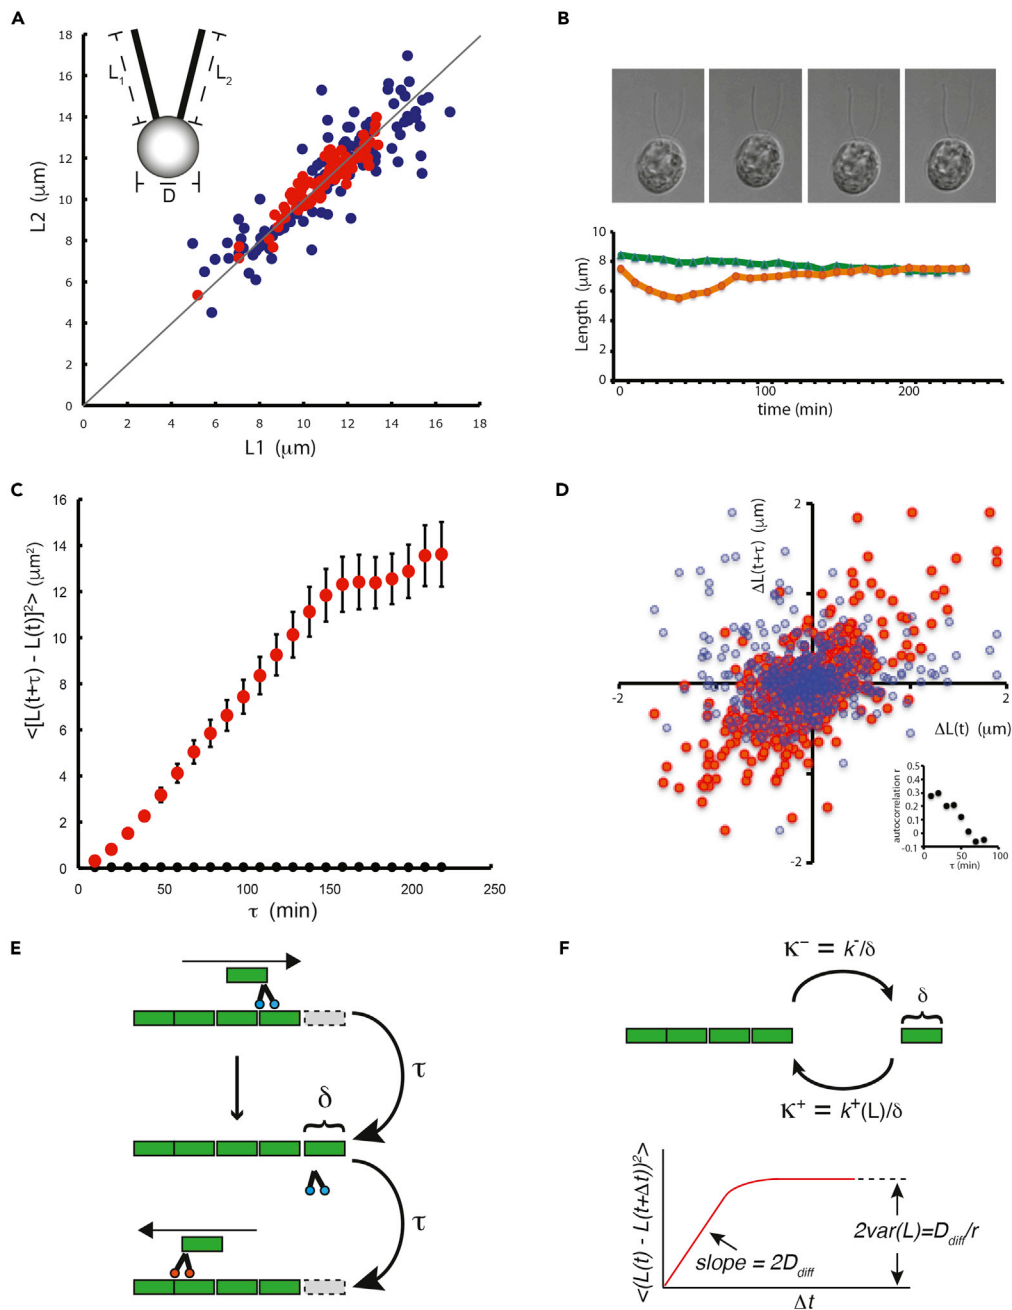 A
18
16
14
12
10
8
6
4
2
0
L2 (μm)
L1
L2
D
0 2 4 6 8 10 12 14 16 18
L1 (μm)
B
10
8
6
4
2
0
Length (μm)
0 100 200
time (min)
C
16
14
12
10
8
6
4
2
0
<[L(t+τ) - L(t)]²> (μm²)
0 50 100 150 200 250
τ (min)
D
2
ΔL(t+τ) (μm)
-2
2
ΔL(t) (μm)
-2
0.5
0.3
0.1
0
-0.1
autocorrelation r
0 50 100
τ (min)
E
τ
δ
τ
F
κ⁻ = k⁻/δ
δ
κ⁺ = k⁺(L)/δ
<(L(t) - L(t+Δt))²>
2var(L)=D_diff/r
slope = 2D_diff
Δt